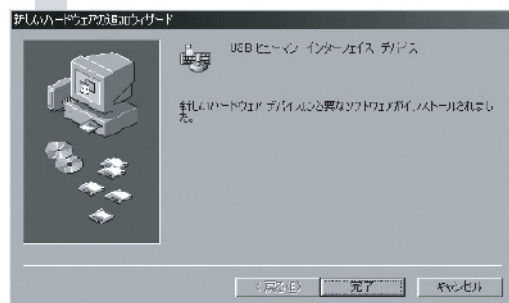 新しいハードウェアの追加ウィザード
USB ヒューマン インターフェイス デバイス
新しいハードウェア デバイスに必要なソフトウェアがインストールされまし
た。
< 戻る(B)
完了
キャンセル